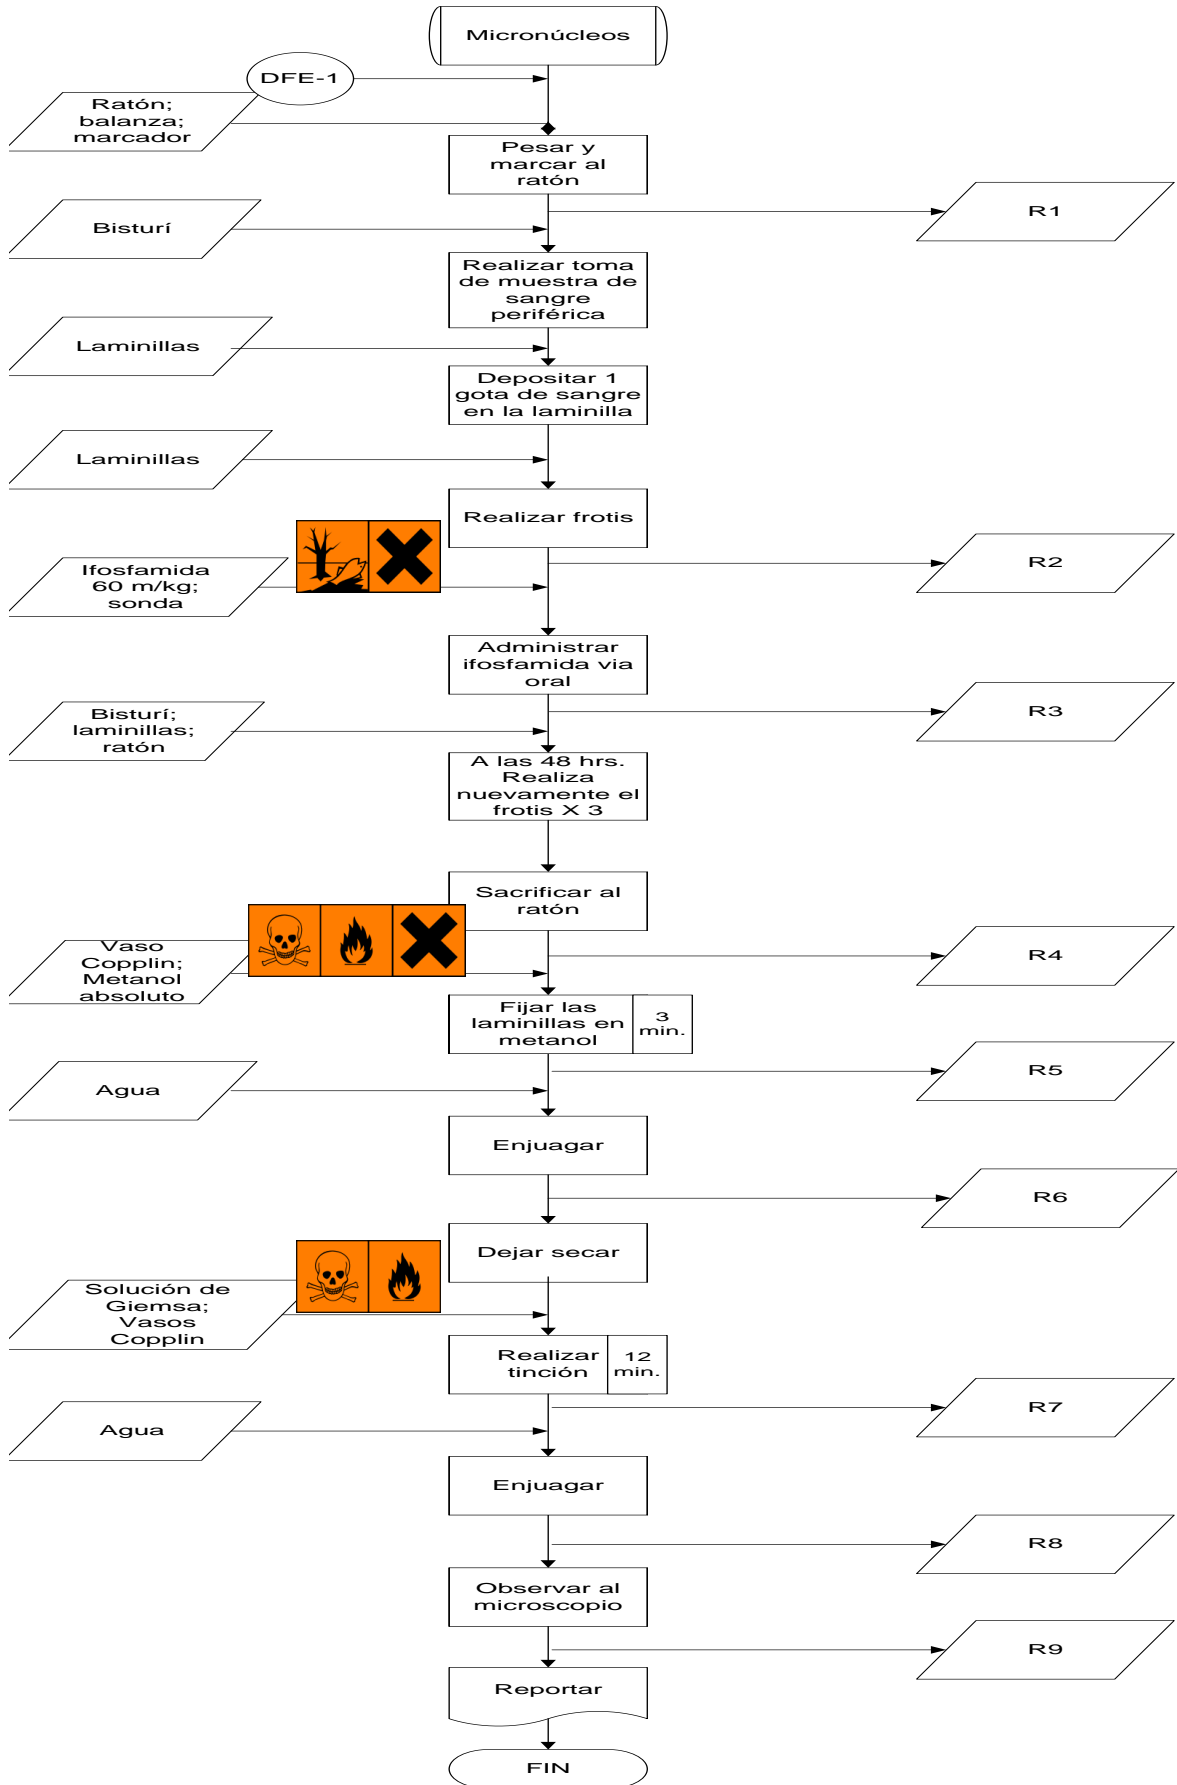 Micronúcleos
DFE-1
Ratón;
balanza;
marcador
Pesar y
marcar al
ratón
R1
Bisturí
Realizar toma
de muestra de
sangre
periférica
Laminillas
Depositar 1
gota de sangre
en la laminilla
Laminillas
Realizar frotis
R2
Ifosfamida
60 m/kg;
sonda
Administrar
ifosfamida via
oral
R3
Bisturí;
laminillas;
ratón
A las 48 hrs.
Realiza
nuevamente el
frotis X 3
Sacrificar al
ratón
R4
Vaso
Copplin;
Metanol
absoluto
Fijar las
laminillas en
metanol
3
min.
R5
Agua
Enjuagar
R6
Dejar secar
Solución de
Giemsa;
Vasos
Copplin
Realizar
tinción
12
min.
R7
Agua
Enjuagar
R8
Observar al
microscopio
R9
Reportar
FIN